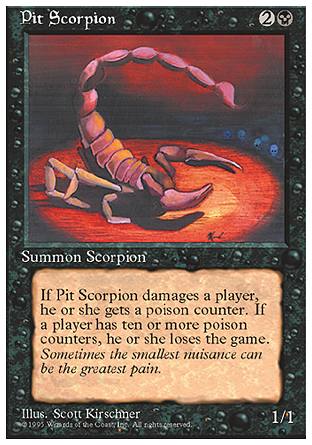 Pit Scorpion 2
Summon Scorpion
If Pit Scorpion damages a player,
he or she gets a poison counter. If
a player has ten or more poison
counters, he or she loses the game.
Sometimes the smallest nuisance can
be the greatest pain.
Illus. Scott Kirschner
©1995 Wizards of the Coast, Inc. All rights reserved.
1/1